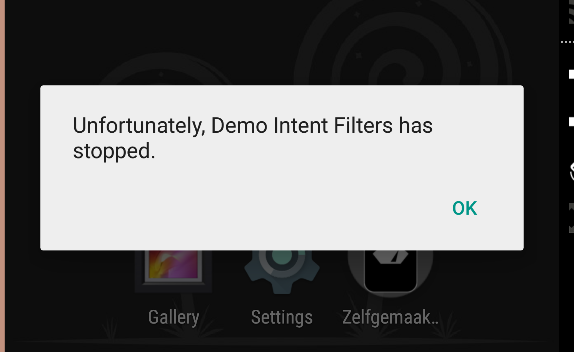 Unfortunately, Demo Intent Filters has
stopped.
OK
Gallery
Settings
Zelfgemaak..